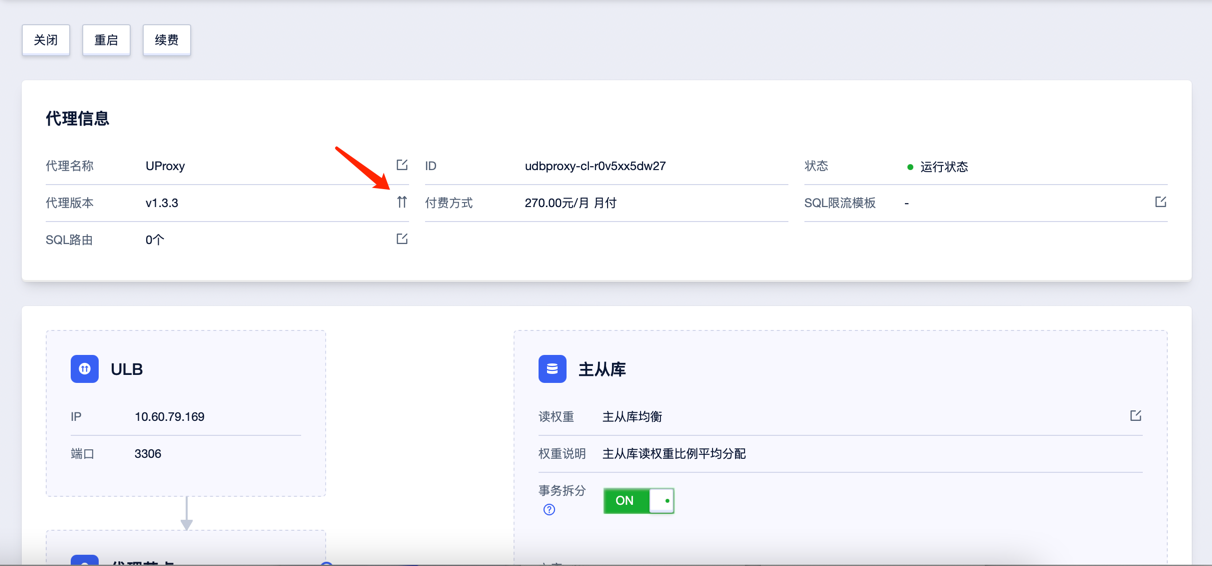 关闭 重启 续费
代理信息
代理名称 UProxy ID udbproxy-cl-r0v5xx5dw27 状态 运行状态
代理版本 v1.3.3 付费方式 270.00元/月 月付 SQL限流模板 -
SQL路由 0个
ULB 主从库
IP 10.60.79.169 读权重 主从库均衡
端口 3306 权重说明 主从库读权重比例平均分配
事务拆分 ON